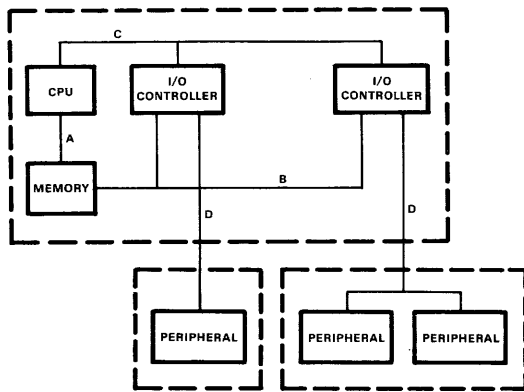 C
CPU
I/O
CONTROLLER
I/O
CONTROLLER
A
MEMORY
B
D
D
PERIPHERAL
PERIPHERAL
PERIPHERAL